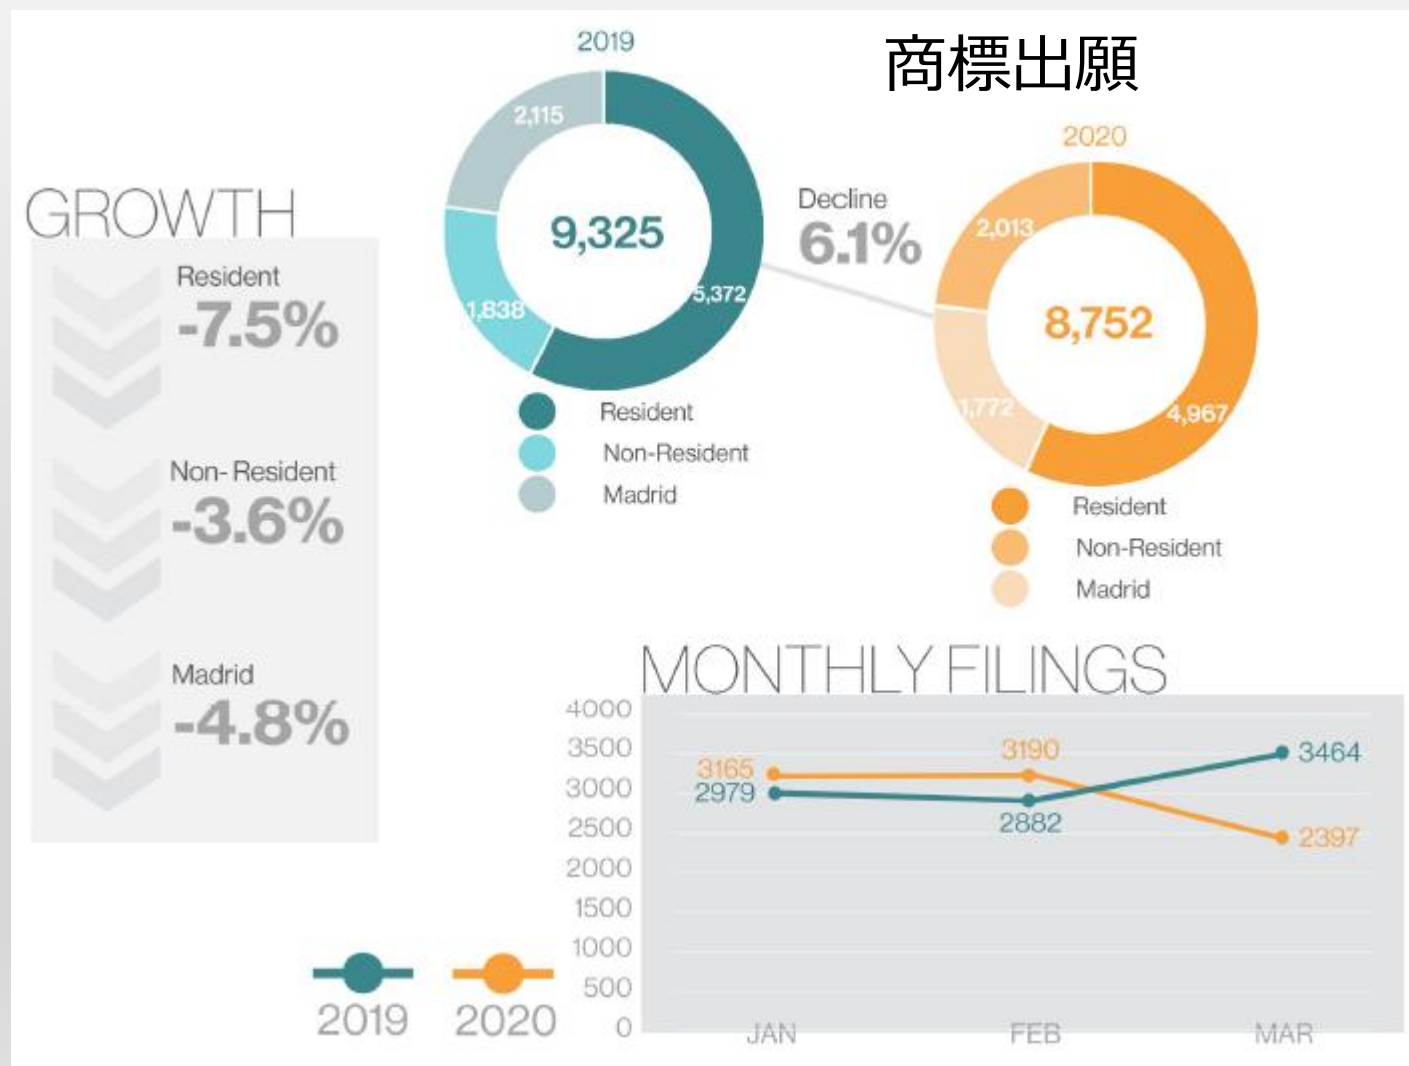 商標出願
2019
2,115
9,325
5,372
1,838
Resident
Non-Resident
Madrid
Decline
6.1%
2020
2,013
8,752
1,772
4,967
Resident
Non-Resident
Madrid
GROWTH
Resident
-7.5%
Non- Resident
-3.6%
Madrid
-4.8%
MONTHLY FILINGS
4000
3500
3000
2500
2000
1500
1000
500
0
3165
2979
3190
2882
3464
2397
JAN FEB MAR
2019 2020